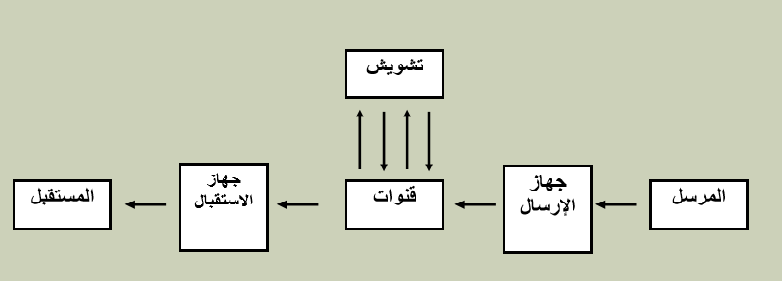 تشويش
المرسل
جهاز
الإرسال
قنوات
جهاز
الاستقبال
المستقبل